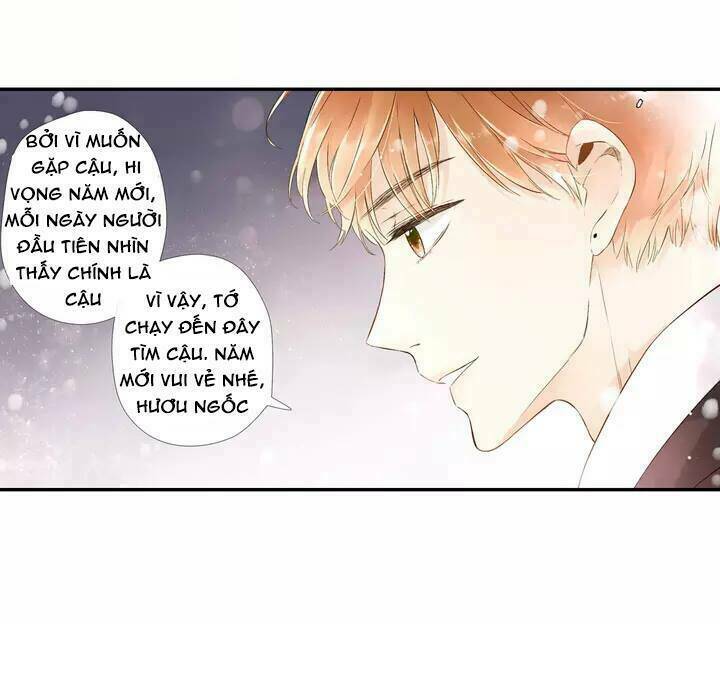 BỞI VÌ MUỐN
GẶP CẬU, HI
VỌNG NĂM MỚI,
MỖI NGÀY NGƯỜI
ĐẦU TIÊN NHÌN
THẤY CHÍNH LÀ
CẬU
VÌ VẬY, TỚ
CHẠY ĐẾN ĐÂY
TÌM CẬU. NĂM
MỚI VUI VẺ NHÉ,
HƯƠU NGỐC